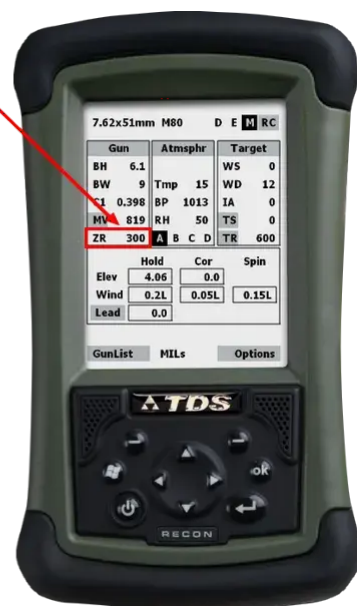 7.62x51mm M80 D E M RC
Gun Atmsphr Target
BH 6.1 WS 0
BW 9 Tmp 15 WD 12
C1 0.398 BP 1013 IA 0
MV 819 RH 50 TS 0
ZR 300 A B C D TR 600
Hold Cor Spin
Elev 4.06 0.0
Wind 0.2L 0.05L 0.15L
Lead 0.0
GunList MILs Options
TDS
ok
RECON